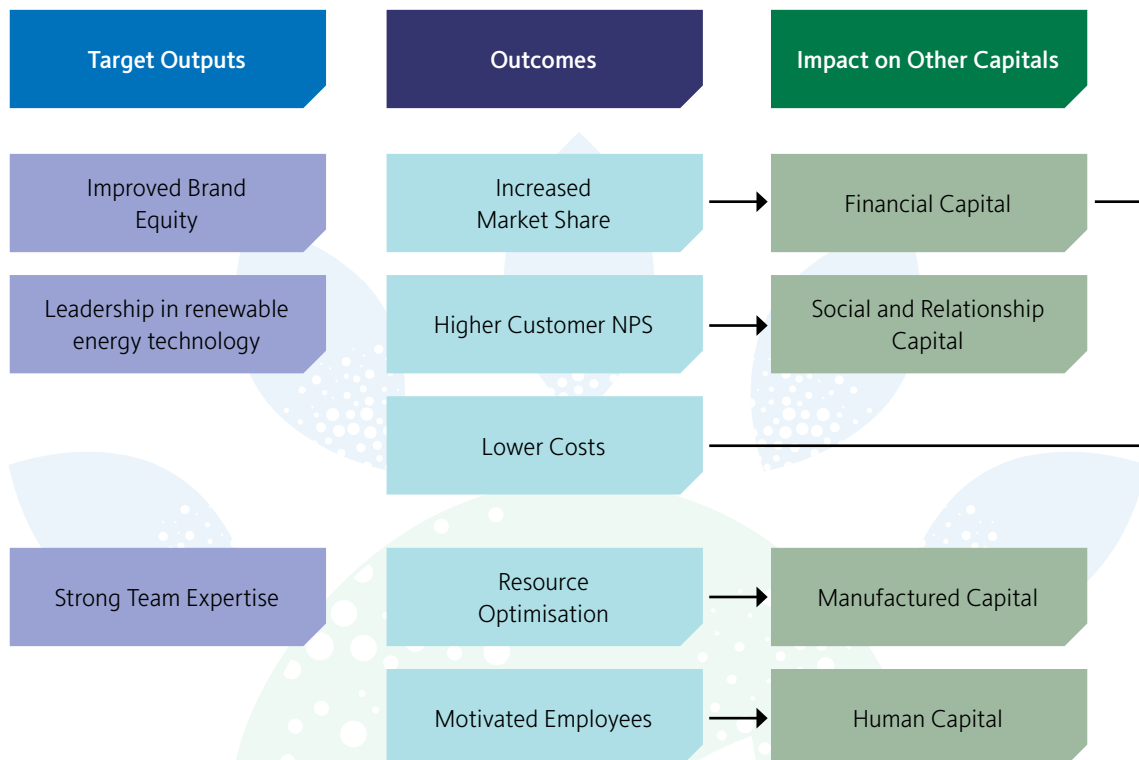 Target Outputs
Outcomes
Impact on Other Capitals
Improved Brand
Equity
Increased
Market Share
Financial Capital
Leadership in renewable
energy technology
Higher Customer NPS
Social and Relationship
Capital
Lower Costs
Strong Team Expertise
Resource
Optimisation
Manufactured Capital
Motivated Employees
Human Capital